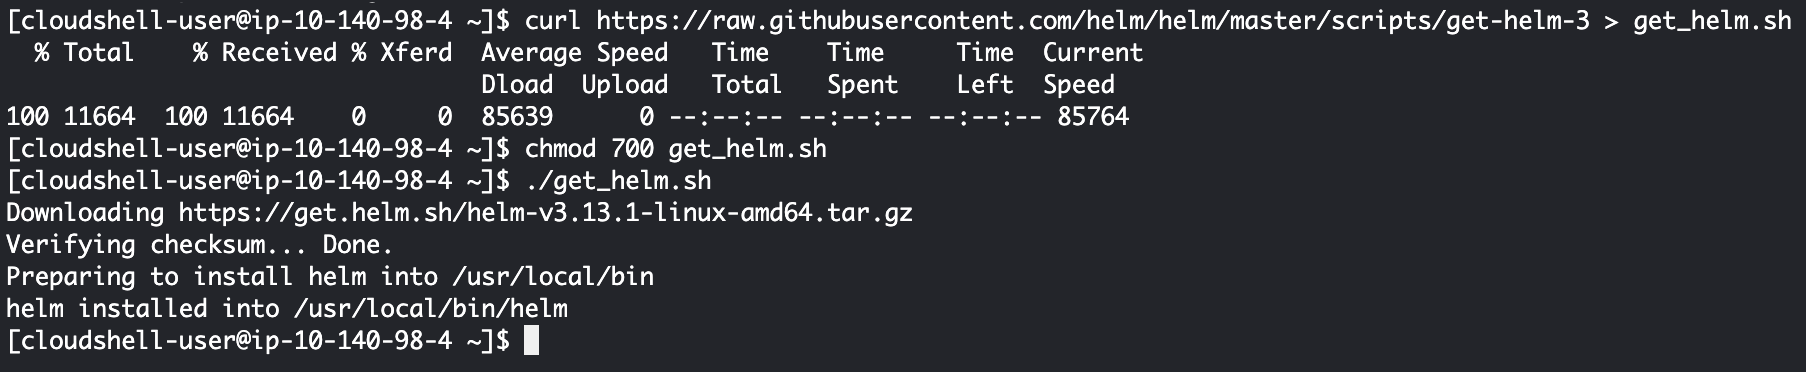 [cloudshell-user@ip-10-140-98-4 ~]$ curl https://raw.githubusercontent.com/helm/helm/master/scripts/get-helm-3 > get_helm.sh
  % Total    % Received % Xferd  Average Speed   Time    Time     Time  Current
                                 Dload  Upload   Total   Spent    Left  Speed
100 11664  100 11664    0     0  85639      0 --:--:-- --:--:-- --:--:-- 85764
[cloudshell-user@ip-10-140-98-4 ~]$ chmod 700 get_helm.sh
[cloudshell-user@ip-10-140-98-4 ~]$ ./get_helm.sh
Downloading https://get.helm.sh/helm-v3.13.1-linux-amd64.tar.gz
Verifying checksum... Done.
Preparing to install helm into /usr/local/bin
helm installed into /usr/local/bin/helm
[cloudshell-user@ip-10-140-98-4 ~]$